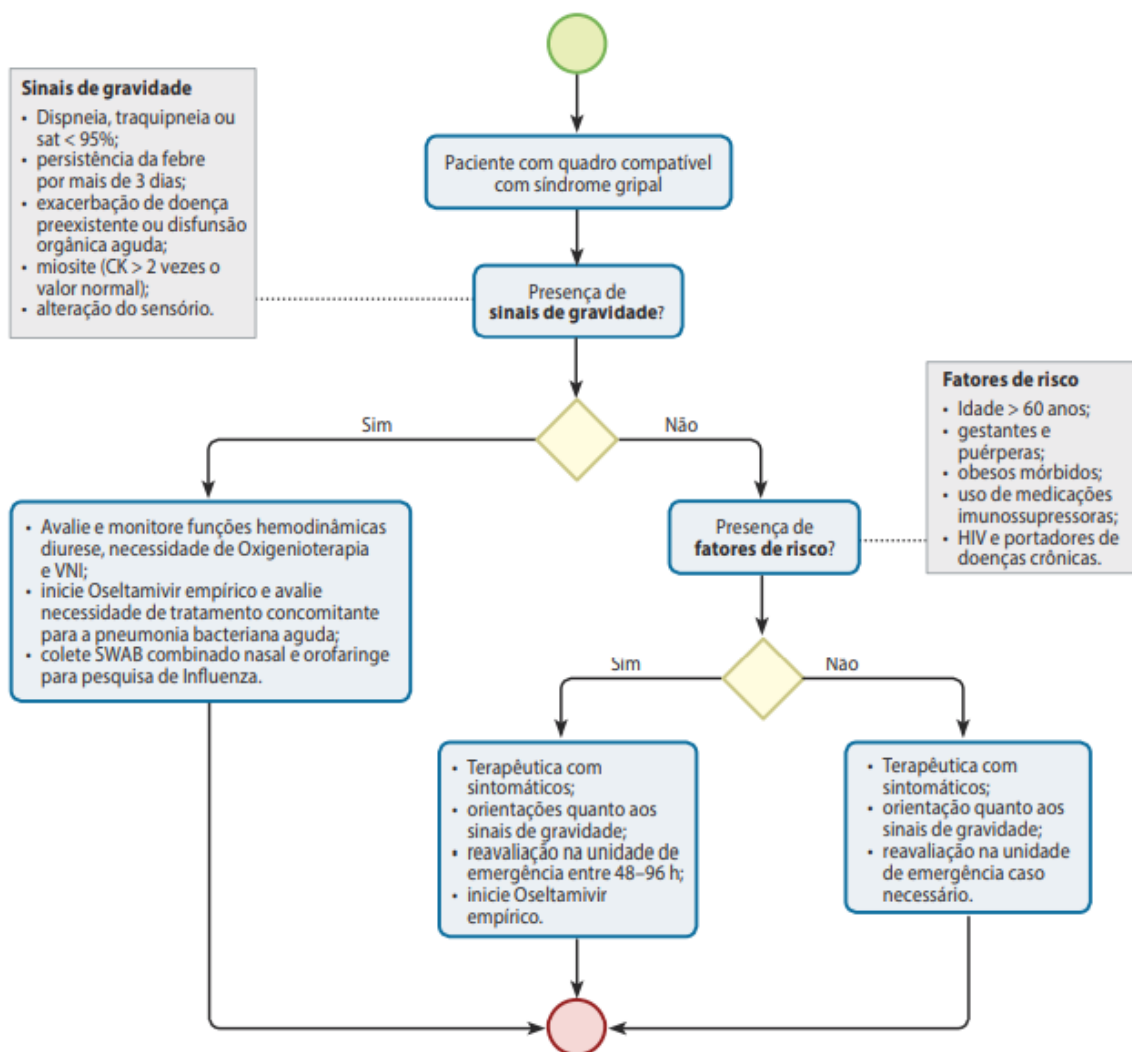 Sinais de gravidade
• Dispneia, traquipneia ou
sat < 95%;
• persistência da febre
por mais de 3 dias;
• exacerbação de doença
preexistente ou disfunsão
orgânica aguda;
• miosite (CK > 2 vezes o
valor normal);
• alteração do sensório.
Paciente com quadro compatível
com síndrome gripal
Presença de
sinais de gravidade?
Fatores de risco
• Idade > 60 anos;
• gestantes e
puérperas;
• obesos mórbidos;
• uso de medicações
imunossupressoras;
• HIV e portadores de
doenças crônicas.
Sim
Não
• Avalie e monitore funções hemodinâmicas
diurese, necessidade de Oxigenioterapia
e VNI;
• inicie Oseltamivir empírico e avalie
necessidade de tratamento concomitante
para a pneumonia bacteriana aguda;
• colete SWAB combinado nasal e orofaringe
para pesquisa de Influenza.
Presença de
fatores de risco?
Sim
Não
• Terapêutica com
sintomáticos;
• orientações quanto aos
sinais de gravidade;
• reavaliação na unidade de
emergência entre 48–96 h;
• inicie Oseltamivir
empírico.
• Terapêutica com
sintomáticos;
• orientação quanto aos
sinais de gravidade;
• reavaliação na unidade
de emergência caso
necessário.